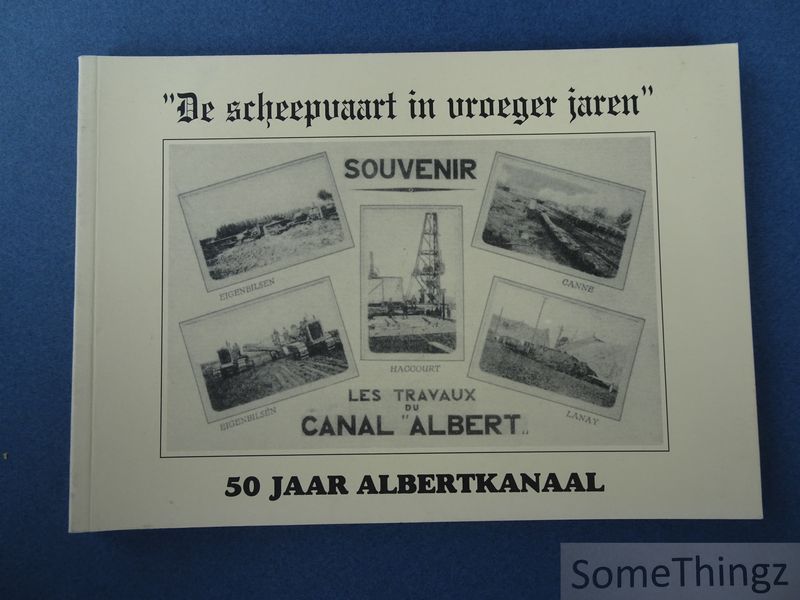 "De scheepvaart in vroeger jaren"
SOUVENIR
EIGENBILSEN
CANNE
HACCOURT
EIGENBILSEN
LANAY
LES TRAVAUX
DU
CANAL "ALBERT"
50 JAAR ALBERTKANAAL
SomeThingz